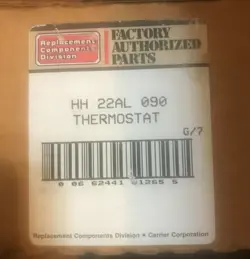 Replacement
Components
Division
FACTORY
AUTHORIZED
PARTS
HH 22AL 090
THERMOSTAT
G/7
0 86 62441 61265 5
Replacement Components Division • Carrier Corporation